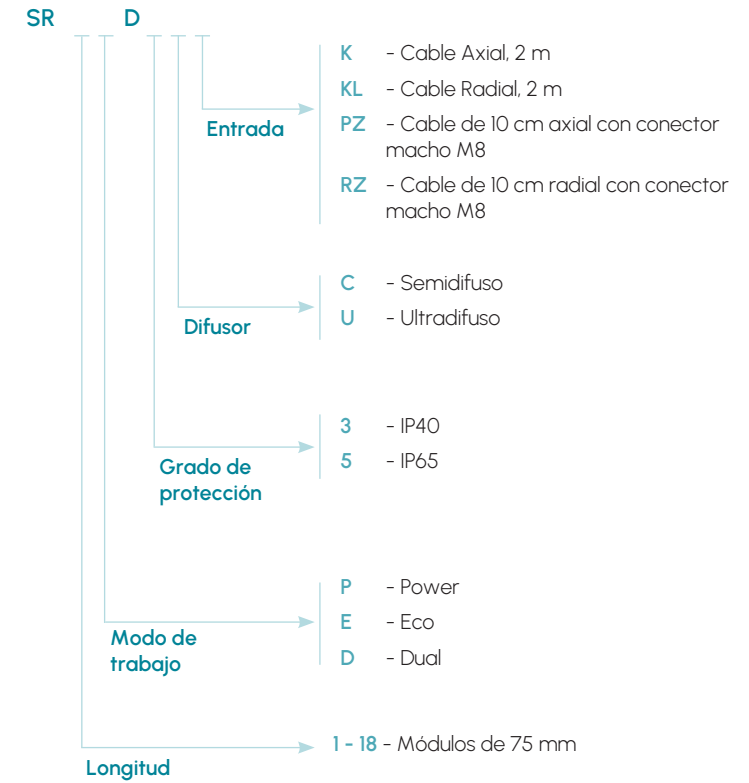 SR D
K - Cable Axial, 2 m
KL - Cable Radial, 2 m
PZ - Cable de 10 cm axial con conector
macho M8
RZ - Cable de 10 cm radial con conector
macho M8
Entrada
C - Semidifuso
U - Ultradifuso
Difusor
3 - IP40
5 - IP65
Grado de
protección
P - Power
E - Eco
D - Dual
Modo de
trabajo
1 - 18 - Módulos de 75 mm
Longitud